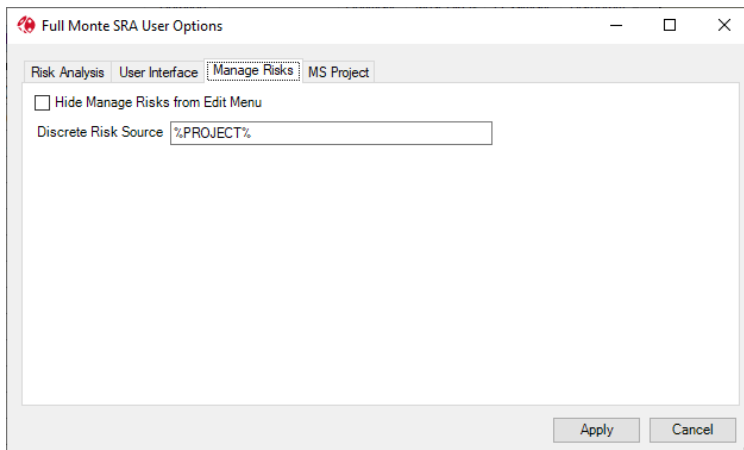 Full Monte SRA User Options
Risk Analysis User Interface Manage Risks MS Project
Hide Manage Risks from Edit Menu
Discrete Risk Source %PROJECT%
Apply Cancel